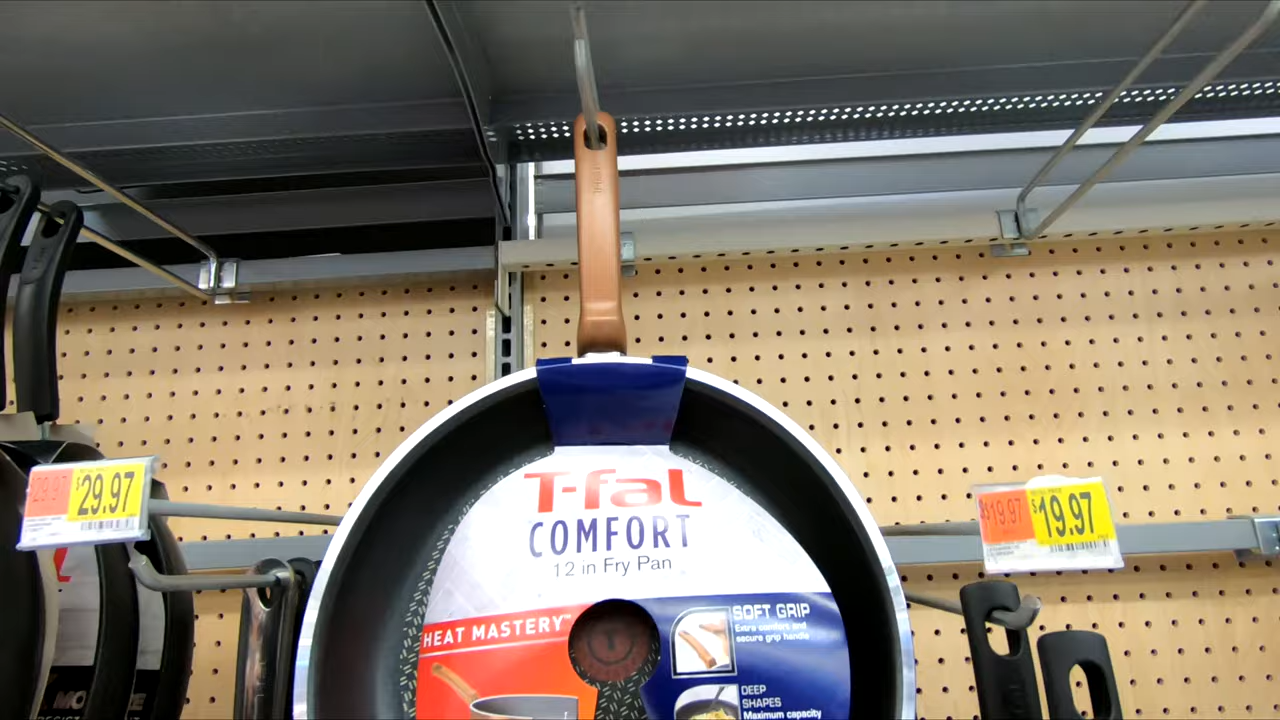 T-faL
COMFORT
12 in Fry Pan
HEAT MASTERY™
SOFT GRIP
Extra comfort and
secure grip handle
DEEP
SHAPES
Maximum capacity
29.97
$29.97
$19.97
$19.97